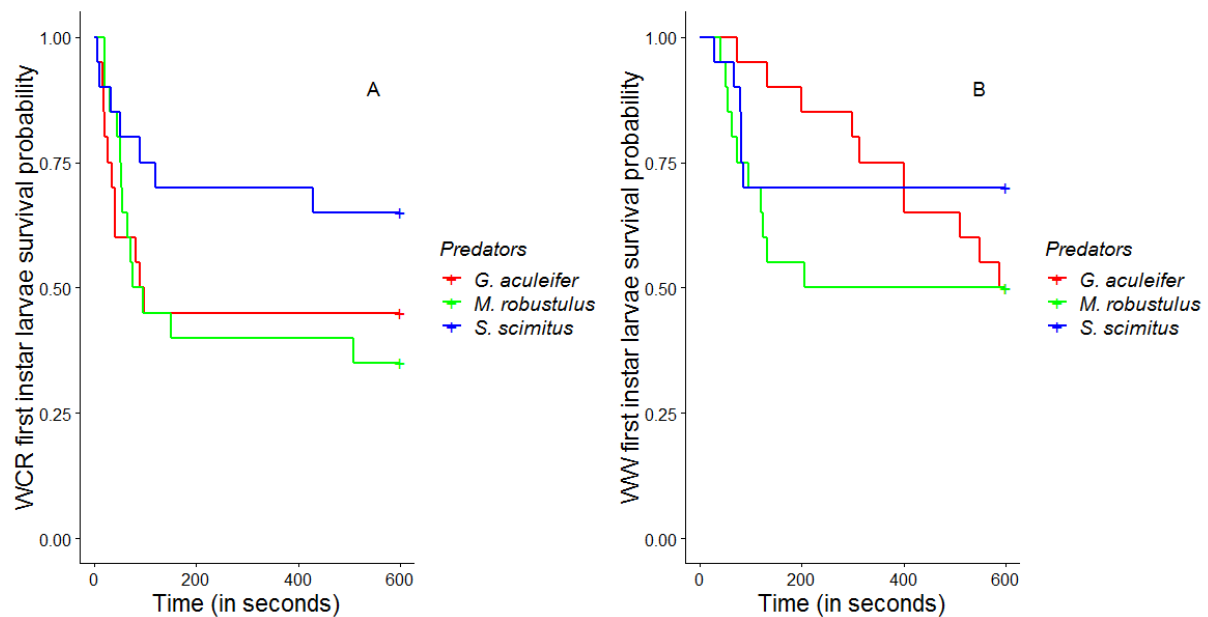 A
WCR first instar larvae survival probability
1.00
0.75
0.50
0.25
0.00
0 200 400 600
Time (in seconds)
Predators
G. aculeifer
M. robustulus
S. scimitus
B
WW first instar larvae survival probability
1.00
0.75
0.50
0.25
0.00
0 200 400 600
Time (in seconds)
Predators
G. aculeifer
M. robustulus
S. scimitus